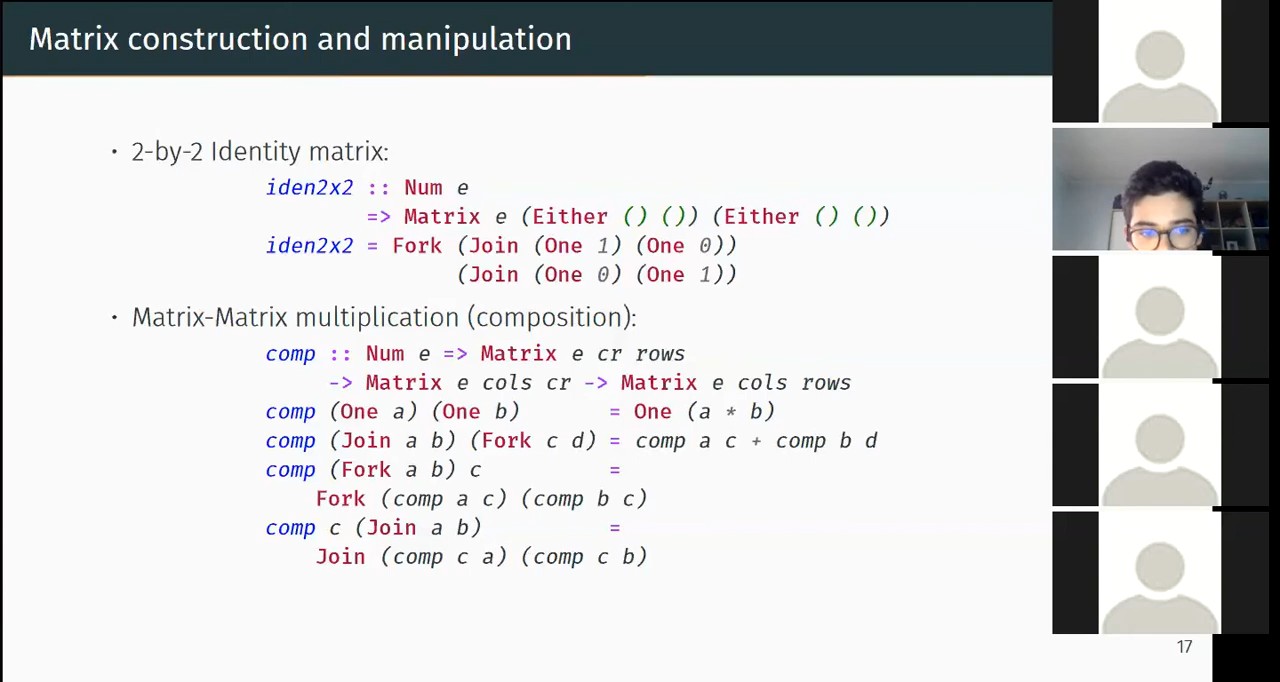 Matrix construction and manipulation
· 2-by-2 Identity matrix:
iden2x2 :: Num e
=> Matrix e (Either () ()) (Either () ())
iden2x2 = Fork (Join (One 1) (One 0))
(Join (One 0) (One 1))
· Matrix-Matrix multiplication (composition):
comp :: Num e => Matrix e cr rows
-> Matrix e cols cr -> Matrix e cols rows
comp (One a) (One b) = One (a * b)
comp (Join a b) (Fork c d) = comp a c + comp b d
comp (Fork a b) c =
Fork (comp a c) (comp b c)
comp c (Join a b) =
Join (comp c a) (comp c b)
17